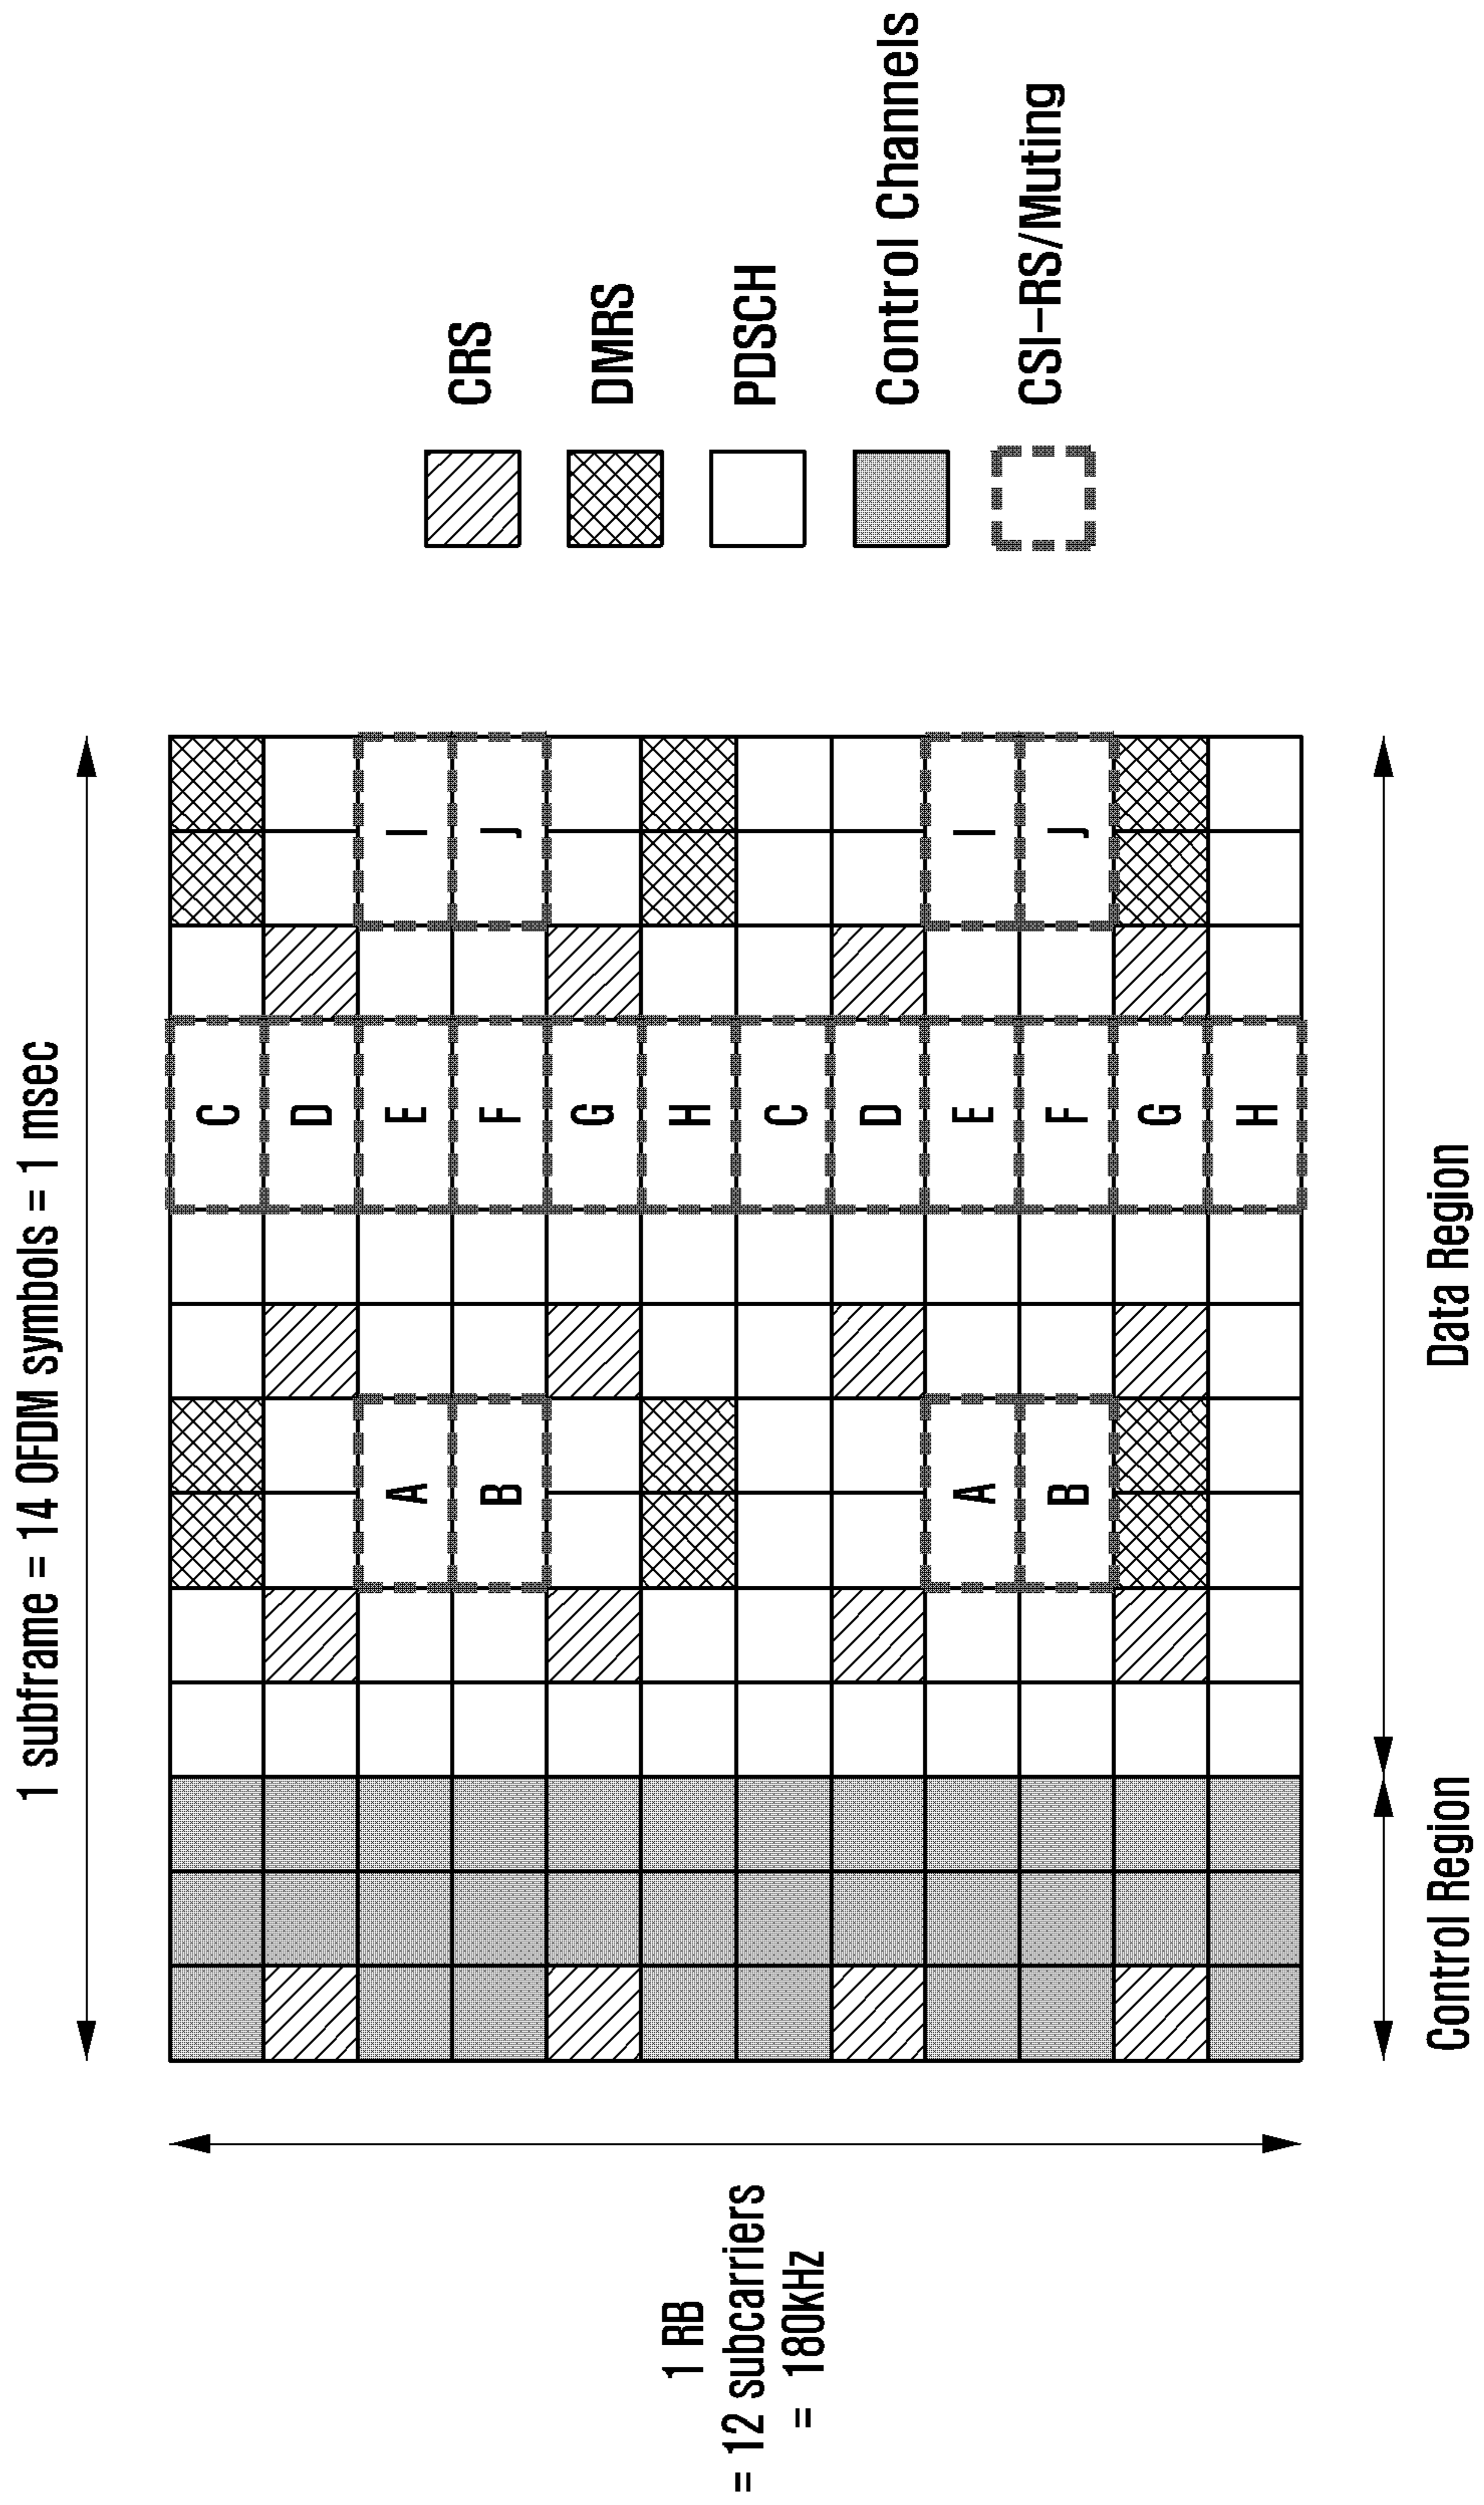 1 subframe = 14 OFDM symbols = 1 msec
1 RB
= 12 subcarriers
= 180KHz
C
D
A E I
B F J
G
H
C
D
A E I
B F J
G
H
Control Region Data Region
CRS
DMRS
PDSCH
Control Channels
CSI-RS/Muting